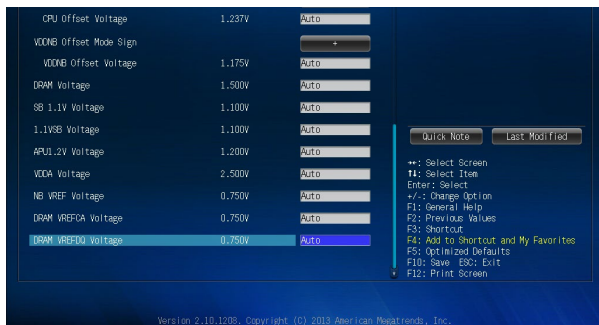 CPU Offset Voltage 1.237V Auto
VDDNB Offset Mode Sign +
VDDNB Offset Voltage 1.175V Auto
DRAM Voltage 1.500V Auto
SB 1.1V Voltage 1.100V Auto
1.1VSB Voltage 1.100V Auto
APU1.2V Voltage 1.200V Auto
VDDA Voltage 2.500V Auto
NB VREF Voltage 0.750V Auto
DRAM VREFCA Voltage 0.750V Auto
DRAM VREFDQ Voltage 0.750V Auto
Quick Note Last Modified
→←: Select Screen
↑↓: Select Item
Enter: Select
+/-: Change Option
F1: General Help
F2: Previous Values
F3: Shortcut
F4: Add to Shortcut and My Favorites
F5: Optimized Defaults
F10: Save ESC: Exit
F12: Print Screen
Version 2.10.1208. Copyright (C) 2013 American Megatrends, Inc.